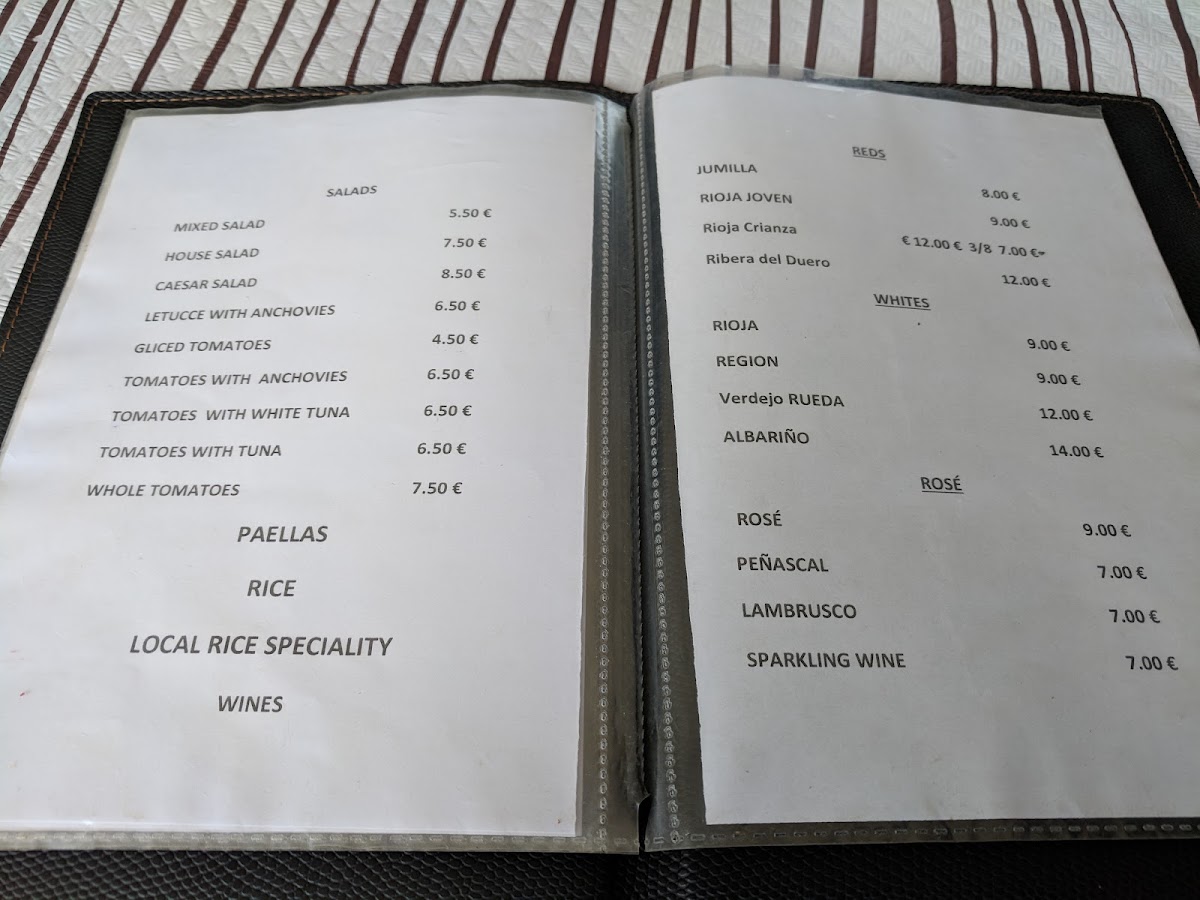 SALADS
MIXED SALAD 5.50 €
HOUSE SALAD 7.50 €
CAESAR SALAD 8.50 €
LETUCCE WITH ANCHOVIES 6.50 €
GLICED TOMATOES 4.50 €
TOMATOES WITH ANCHOVIES 6.50 €
TOMATOES WITH WHITE TUNA 6.50 €
TOMATOES WITH TUNA 6.50 €
WHOLE TOMATOES 7.50 €
PAELLAS
RICE
LOCAL RICE SPECIALITY
WINES
REDS
JUMILLA 8.00 €
RIOJA JOVEN 9.00 €
Rioja Crianza € 12.00 € 3/8 7.00 €
Ribera del Duero 12.00 €
WHITES
RIOJA 9.00 €
REGION 9.00 €
Verdejo RUEDA 12.00 €
ALBARIÑO 14.00 €
ROSÉ
ROSÉ 9.00 €
PEÑASCAL 7.00 €
LAMBRUSCO 7.00 €
SPARKLING WINE 7.00 €